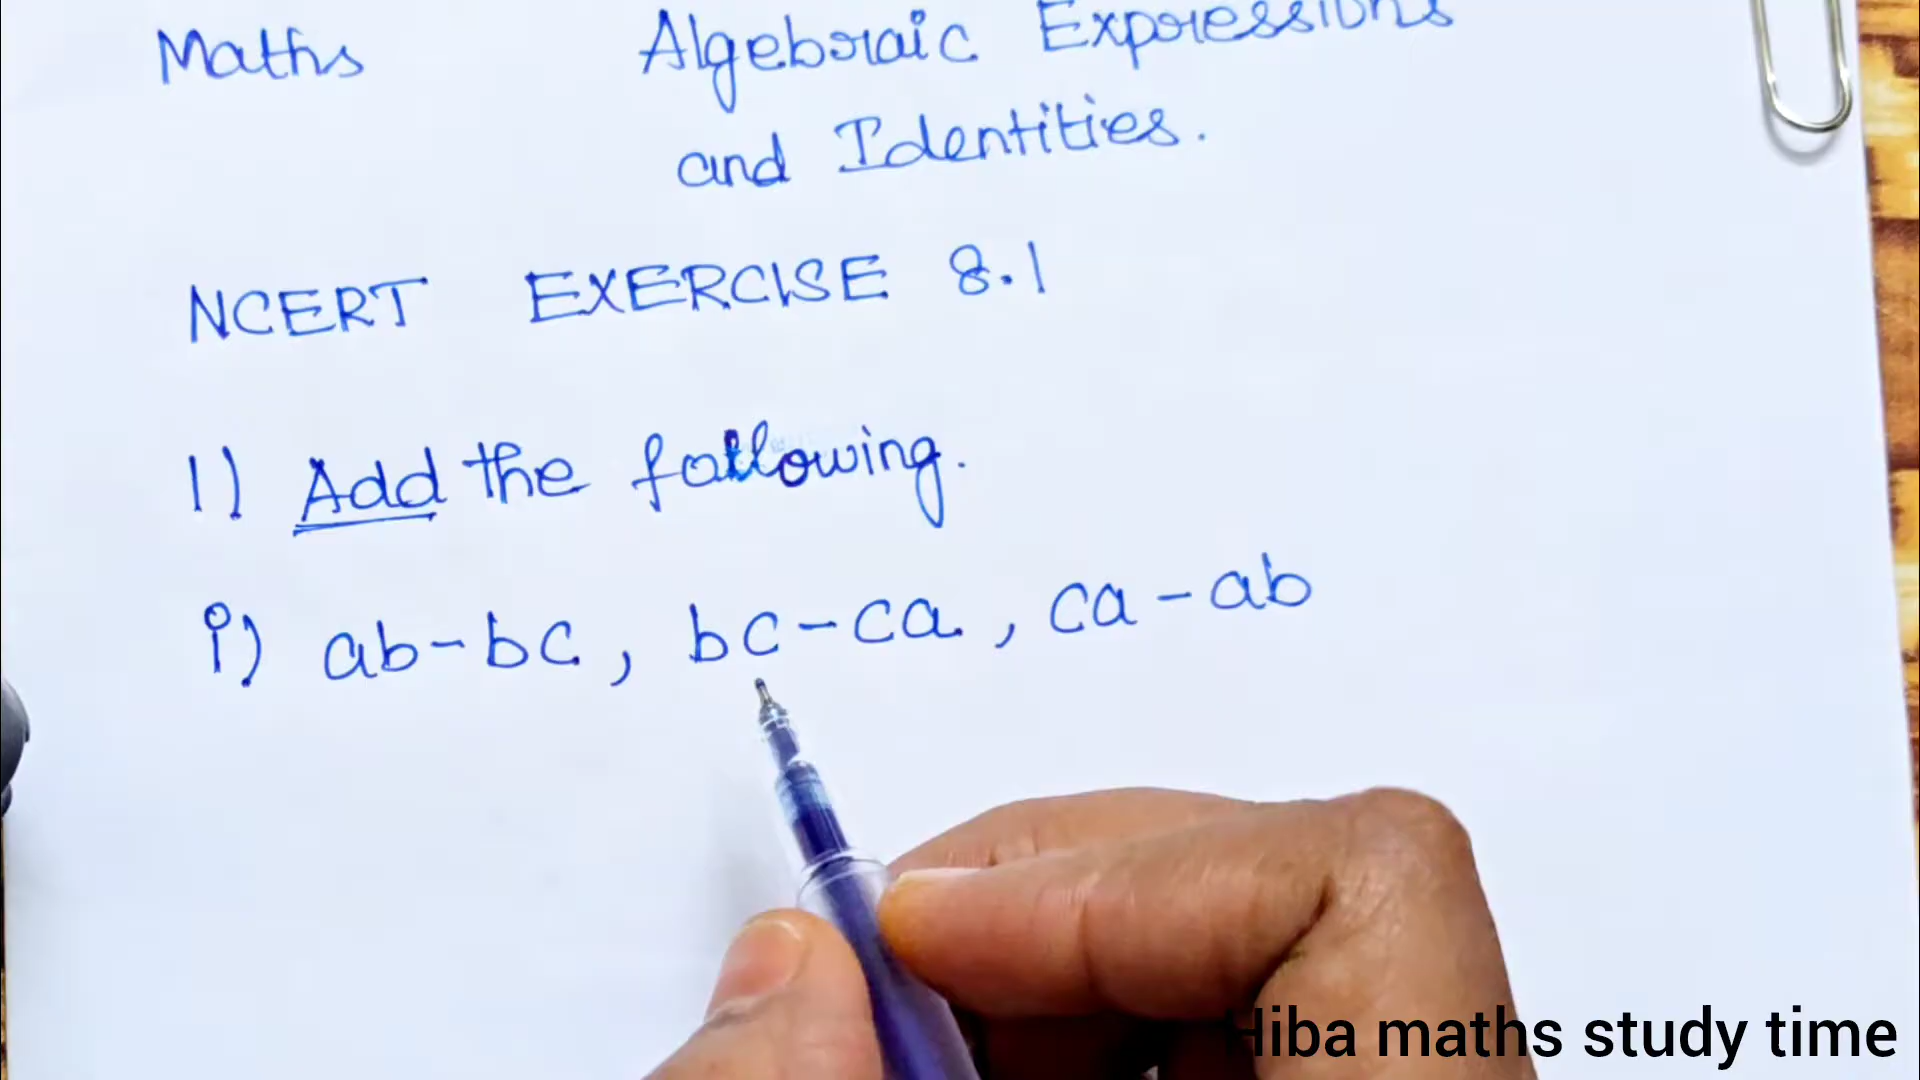 Maths Algebraic Expressions
and Identities.
NCERT EXERCISE 8.1
1) Add the following.
i) ab-bc, bc-ca, ca-ab
Hiba maths study time